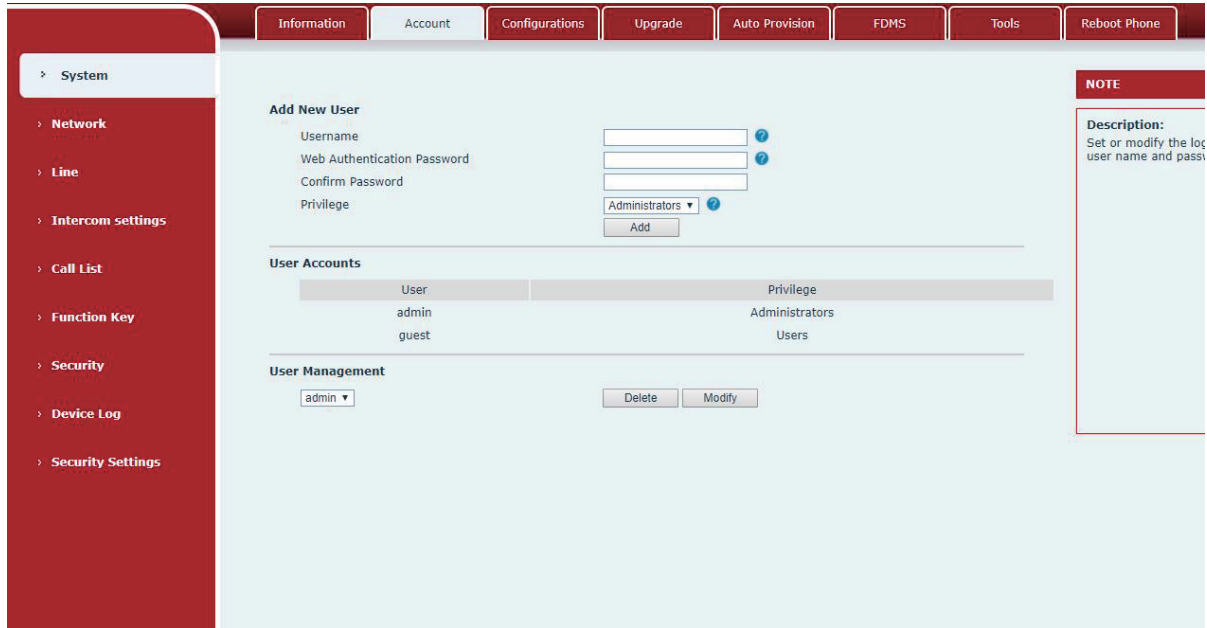 Information Account Configurations Upgrade Auto Provision FDMS Tools Reboot Phone
System
Network
Line
Intercom settings
Call List
Function Key
Security
Device Log
Security Settings
Add New User
Username
Web Authentication Password
Confirm Password
Privilege Administrators
Add
User Accounts
User Privilege
admin Administrators
guest Users
User Management
admin Delete Modify
NOTE
Description:
Set or modify the log
user name and passw